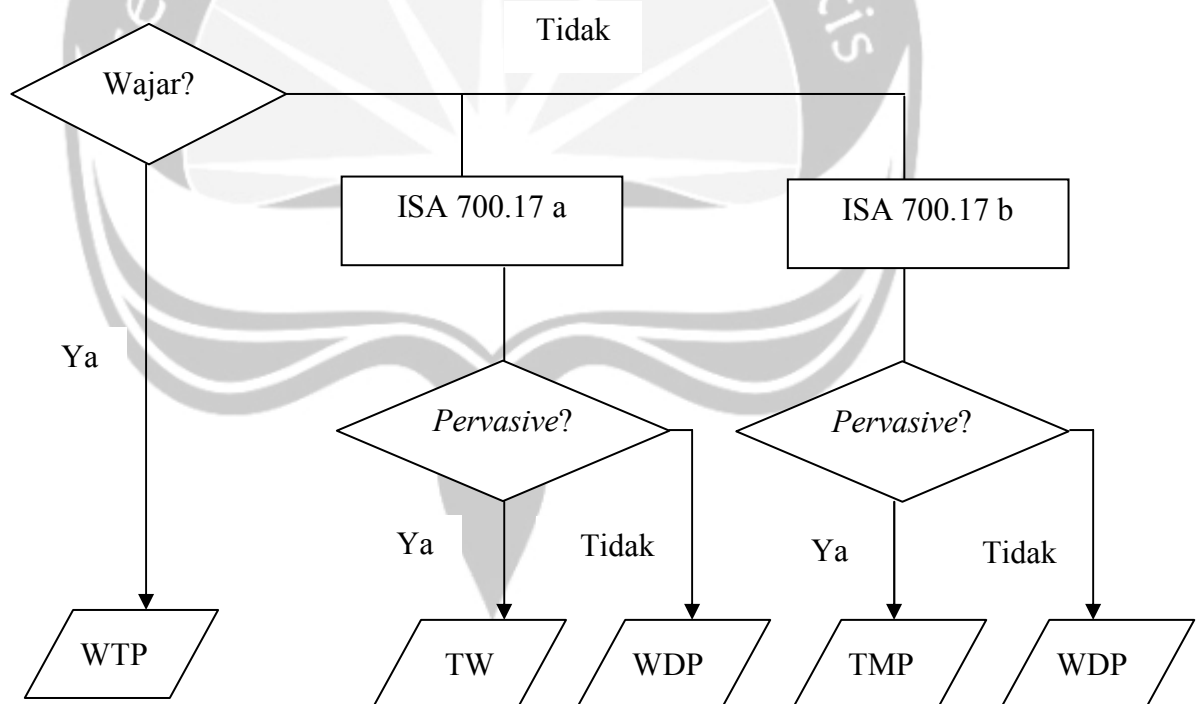 Tidak
Wajar?
ISA 700.17 a
ISA 700.17 b
Ya
Pervasive?
Pervasive?
Ya
Tidak
Ya
Tidak
WTP
TW
WDP
TMP
WDP